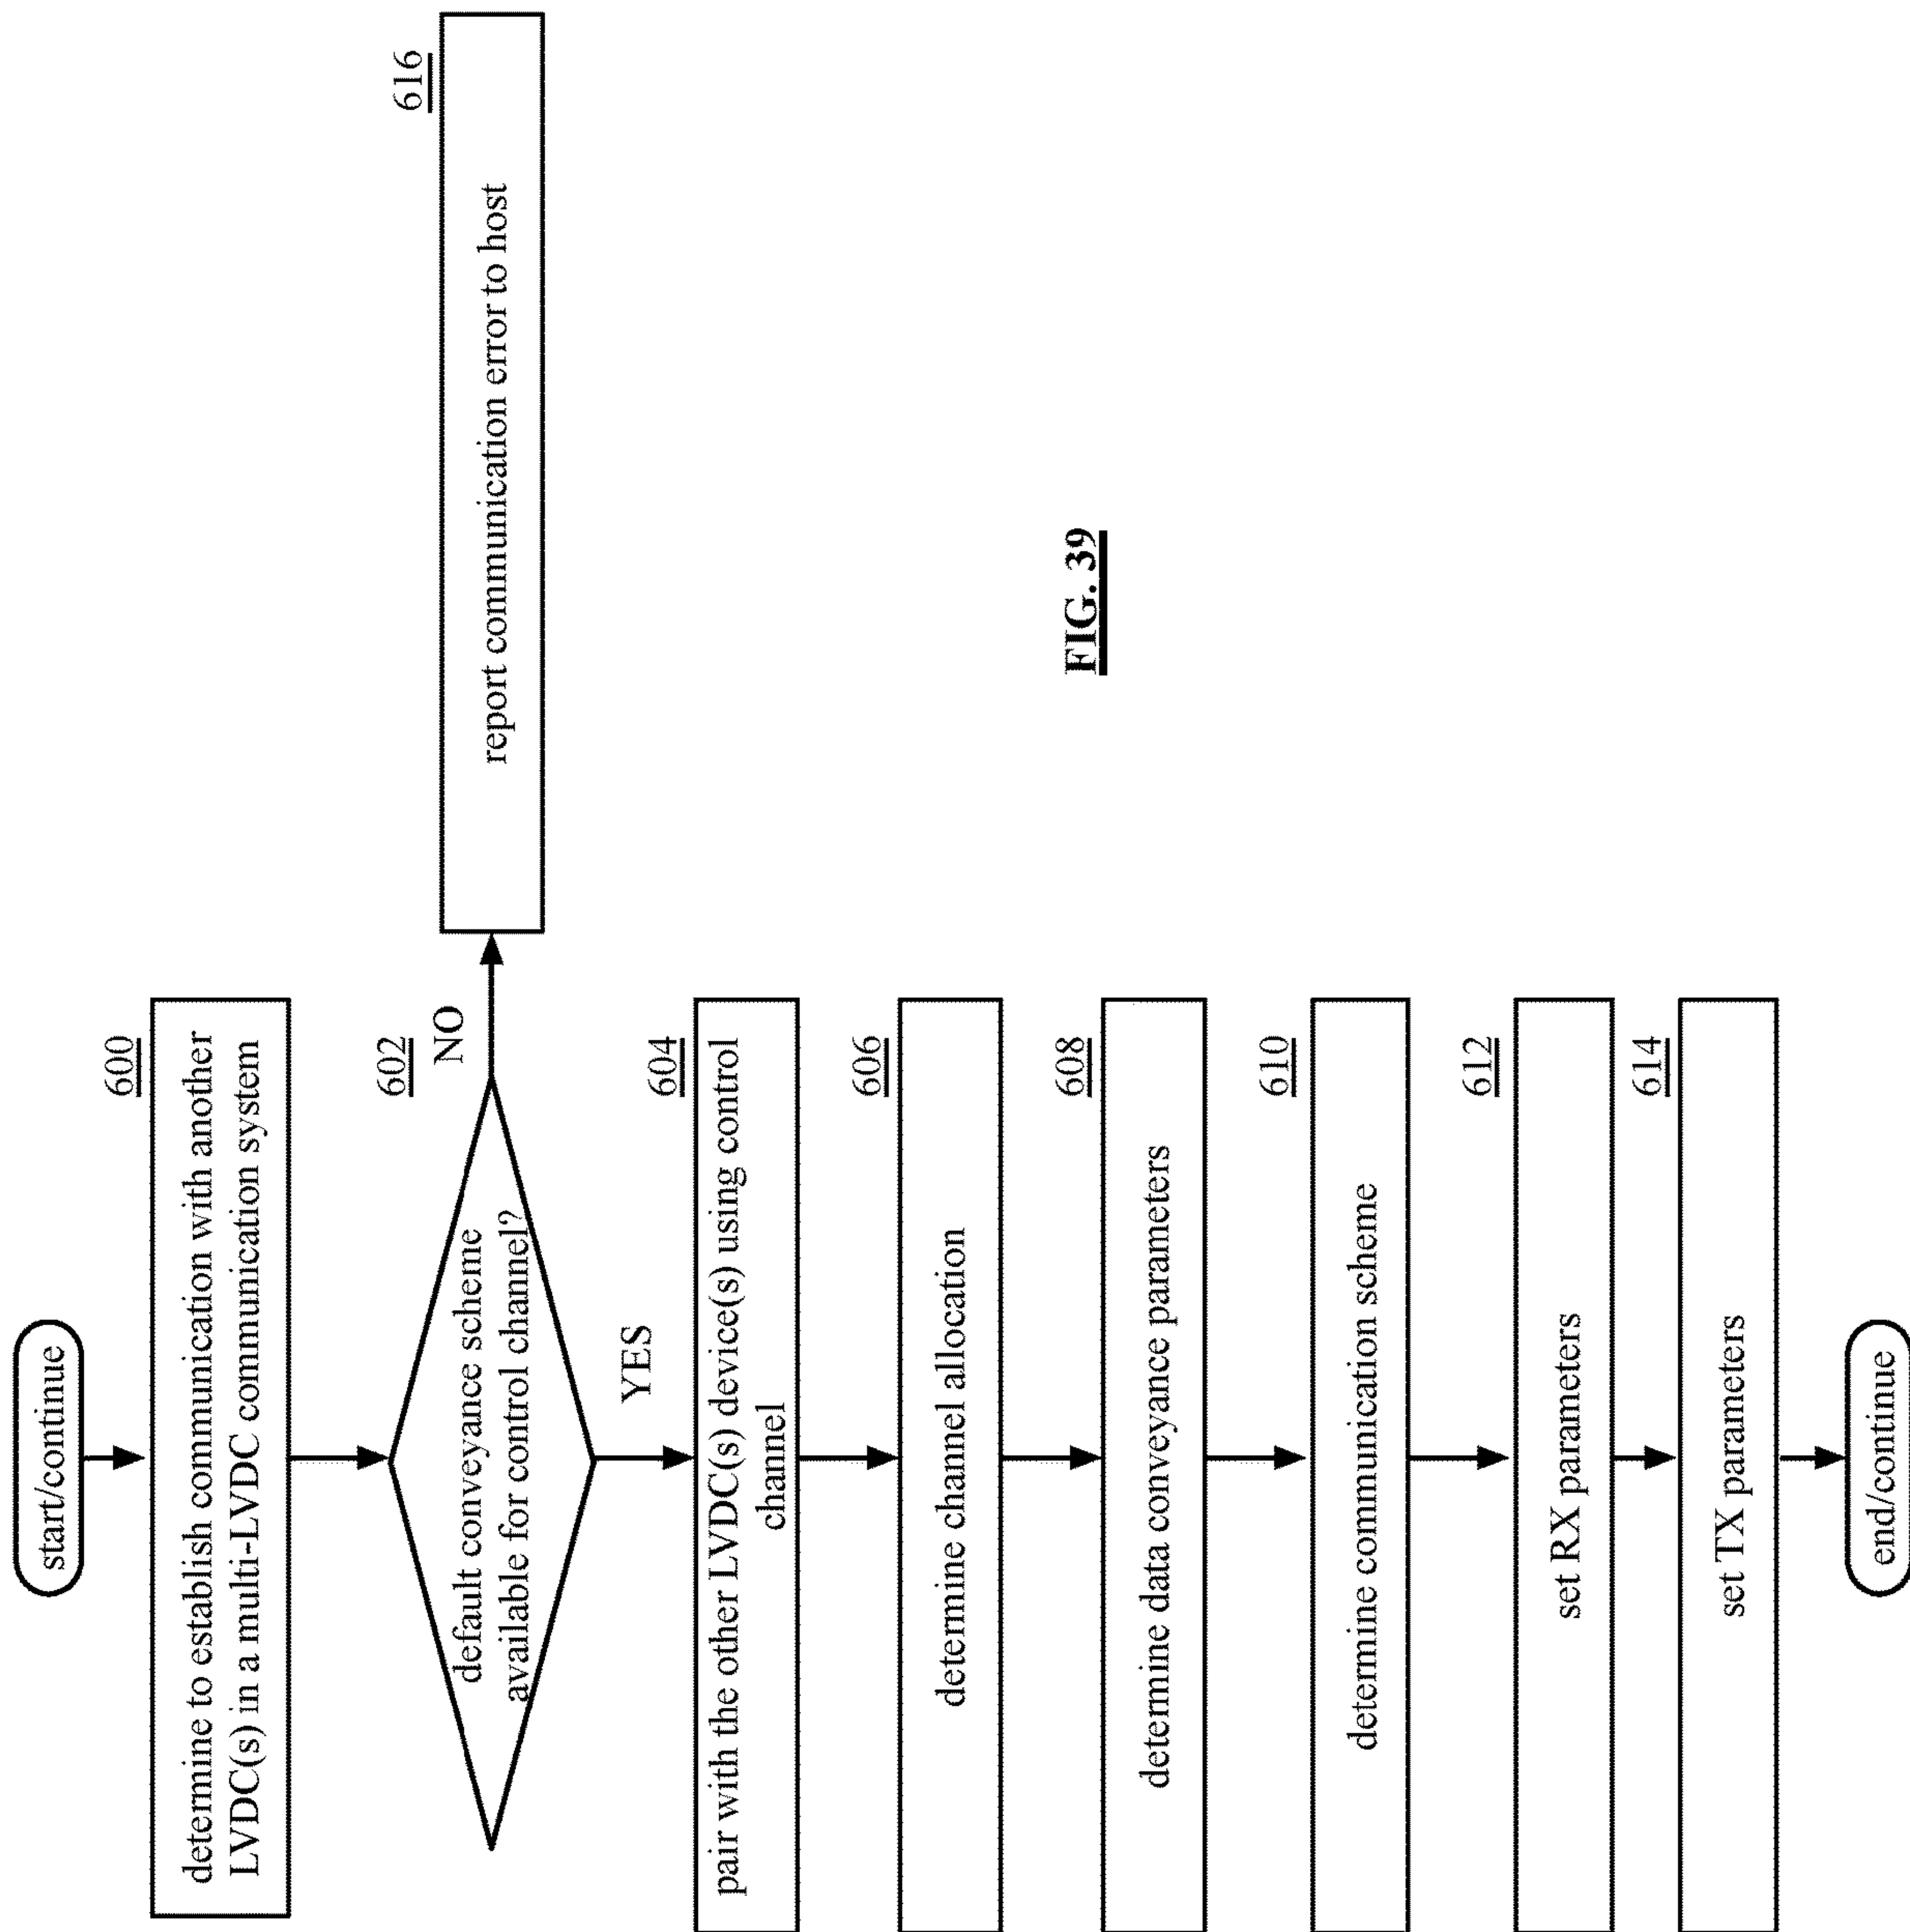 start/continue
600
determine to establish communication with another
LVDC(s) in a multi-LVDC communication system
602
default conveyance scheme
available for control channel?
NO
616
report communication error to host
YES
604
pair with the other LVDC(s) device(s) using control
channel
606
determine channel allocation
608
determine data conveyance parameters
610
determine communication scheme
612
set RX parameters
614
set TX parameters
end/continue
FIG. 39